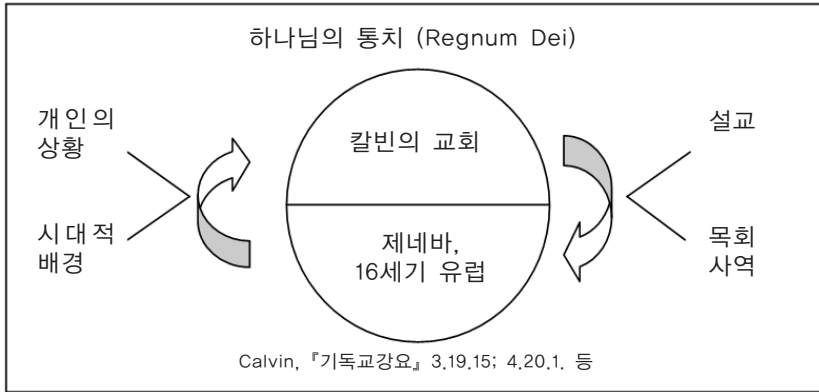 하나님의 통치 (Regnum Dei)
개인의
상황
시대적
배경
칼빈의 교회
제네바,
16세기 유럽
설교
목회
사역
Calvin, 『기독교강요』 3.19.15; 4.20.1. 등